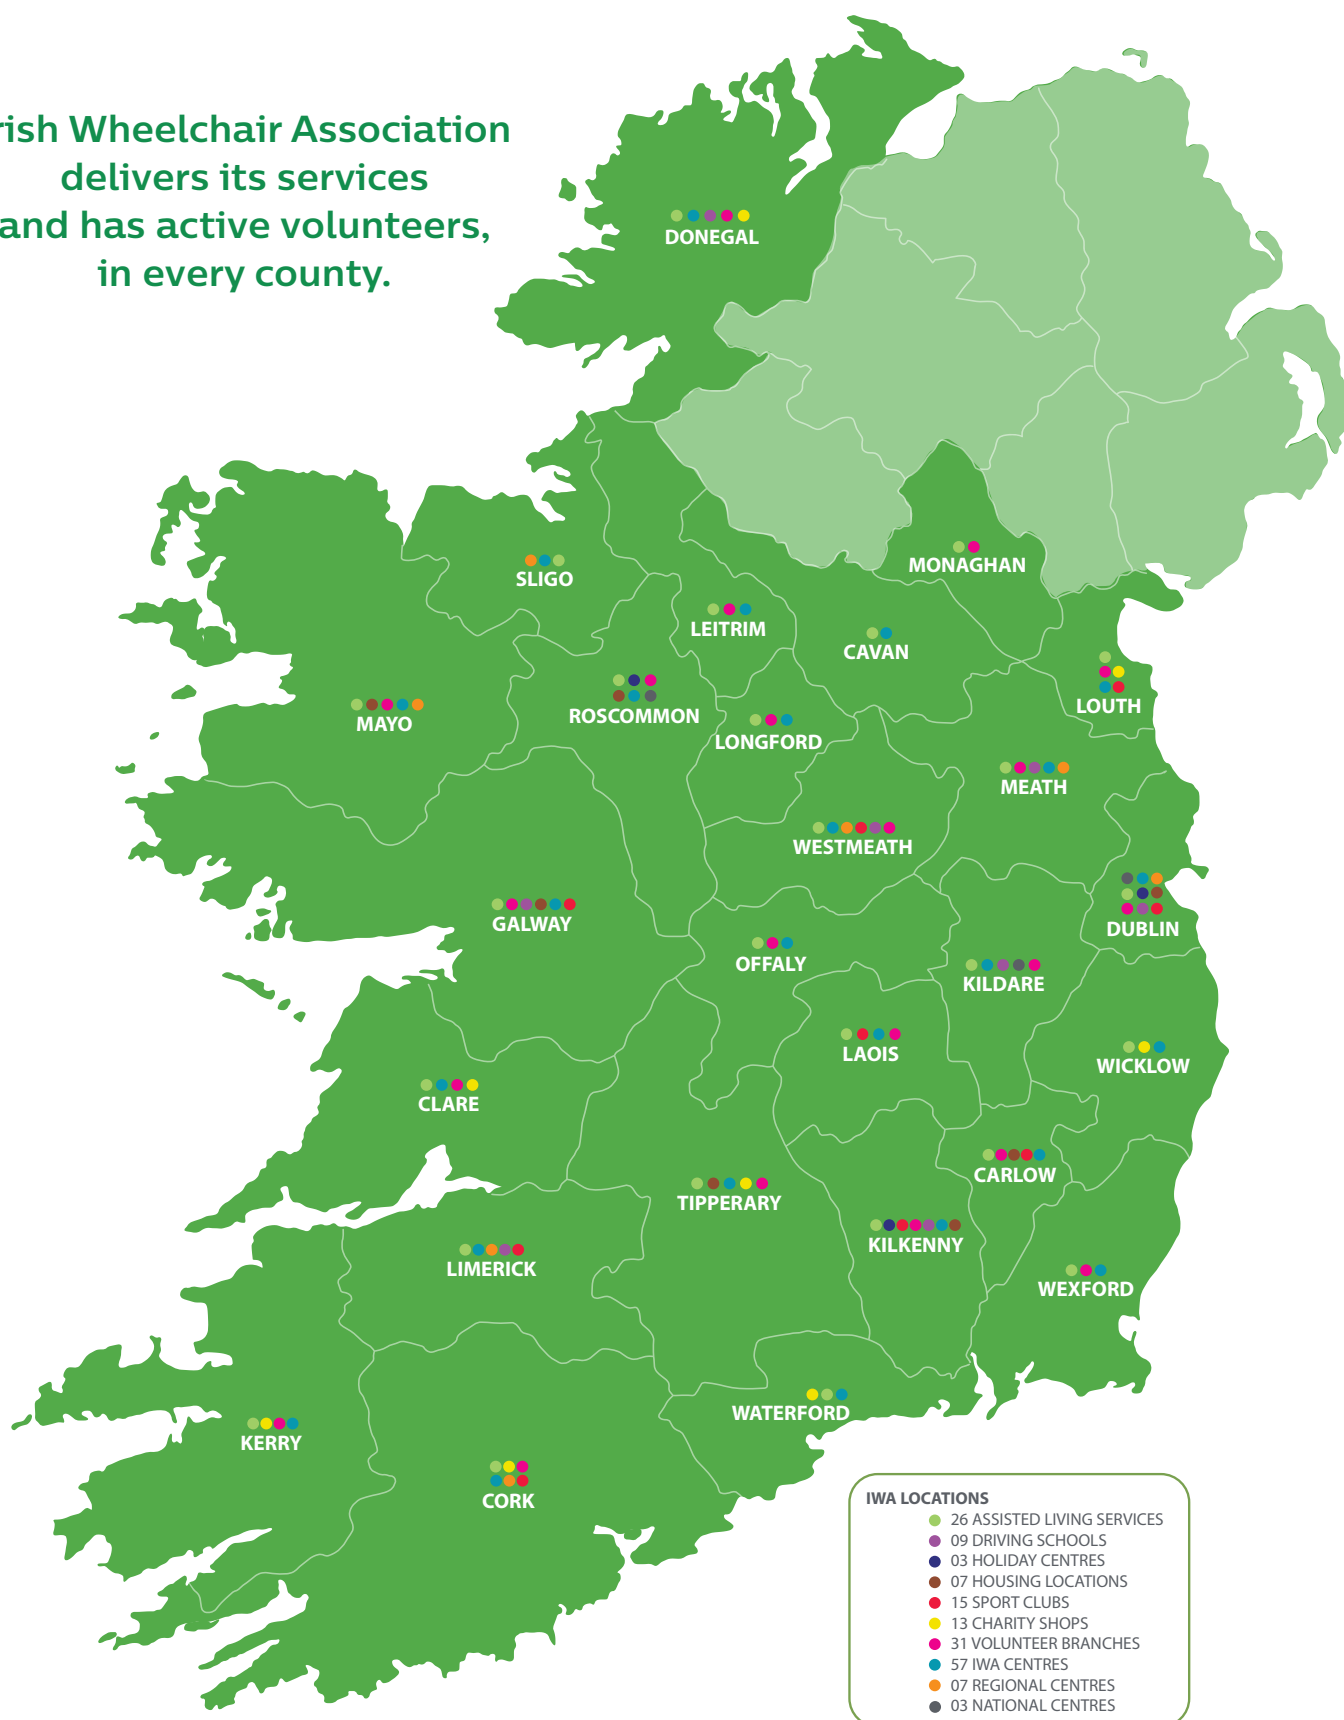 rish Wheelchair Association
delivers its services
and has active volunteers,
in every county.
DONEGAL
MONAGHAN
SLIGO
LEITRIM
CAVAN
LOUTH
ROSCOMMON
MAYO
LONGFORD
MEATH
WESTMEATH
GALWAY
DUBLIN
OFFALY
KILDARE
LAOIS
WICKLOW
CLARE
CARLOW
TIPPERARY
KILKENNY
LIMERICK
WEXFORD
WATERFORD
KERRY
CORK
IWA LOCATIONS
26 ASSISTED LIVING SERVICES
09 DRIVING SCHOOLS
03 HOLIDAY CENTRES
07 HOUSING LOCATIONS
15 SPORT CLUBS
13 CHARITY SHOPS
31 VOLUNTEER BRANCHES
57 IWA CENTRES
07 REGIONAL CENTRES
03 NATIONAL CENTRES